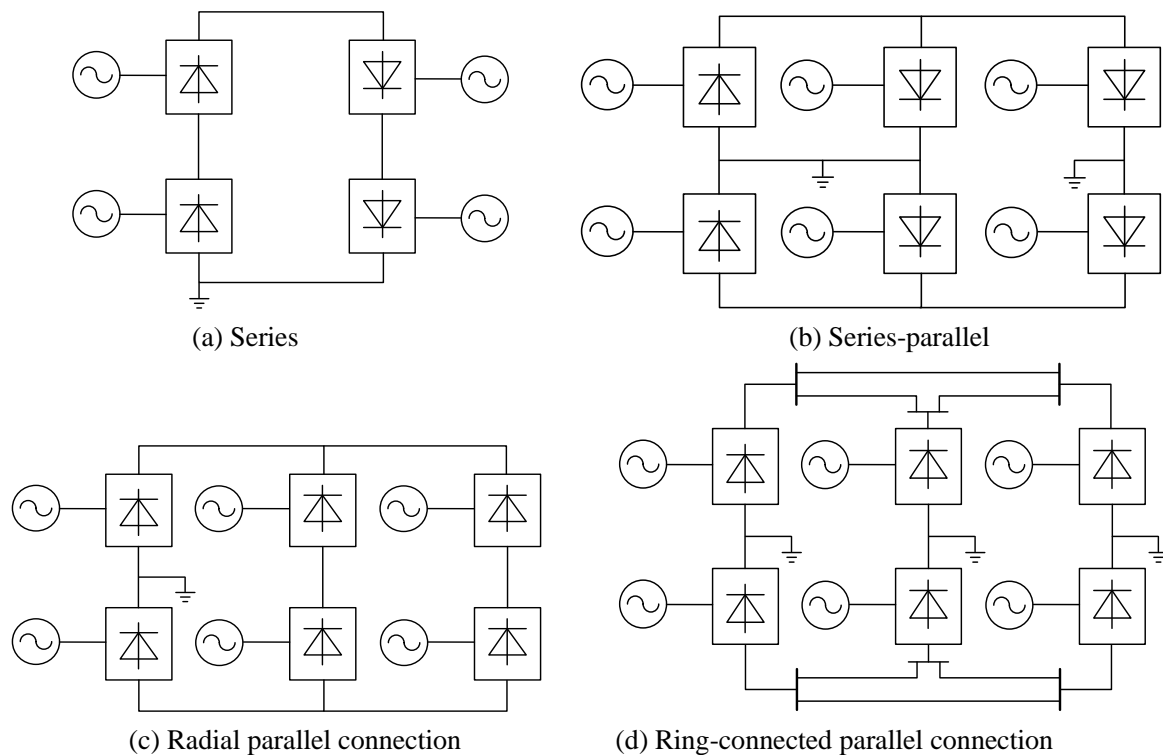 (a) Series
(b) Series-parallel
(c) Radial parallel connection
(d) Ring-connected parallel connection